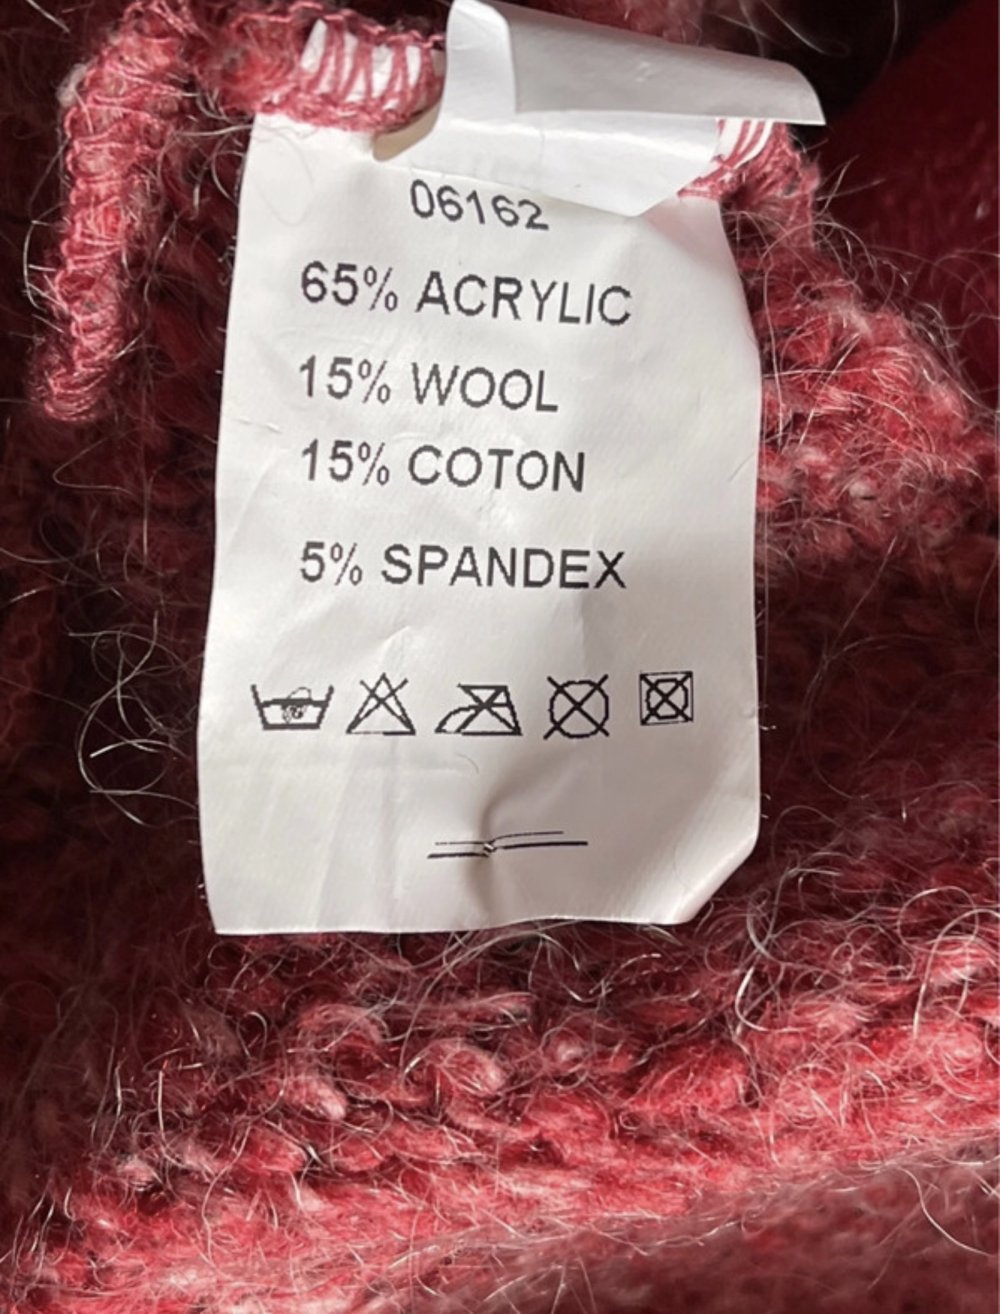 06162
65% ACRYLIC
15% WOOL
15% COTON
5% SPANDEX